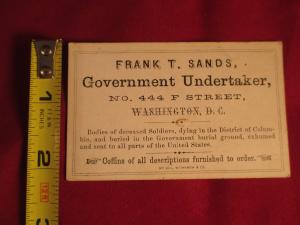 FRANK T. SANDS,
Government Undertaker,
NO. 444 F STREET,
WASHINGTON, D. C.
Bodies of deceased Soldiers, dying in the District of Colum-
bia, and buried in the Government burial ground, exhumed
and sent to all parts of the United States.
Coffins of all descriptions furnished to order.
1
2
INCHES